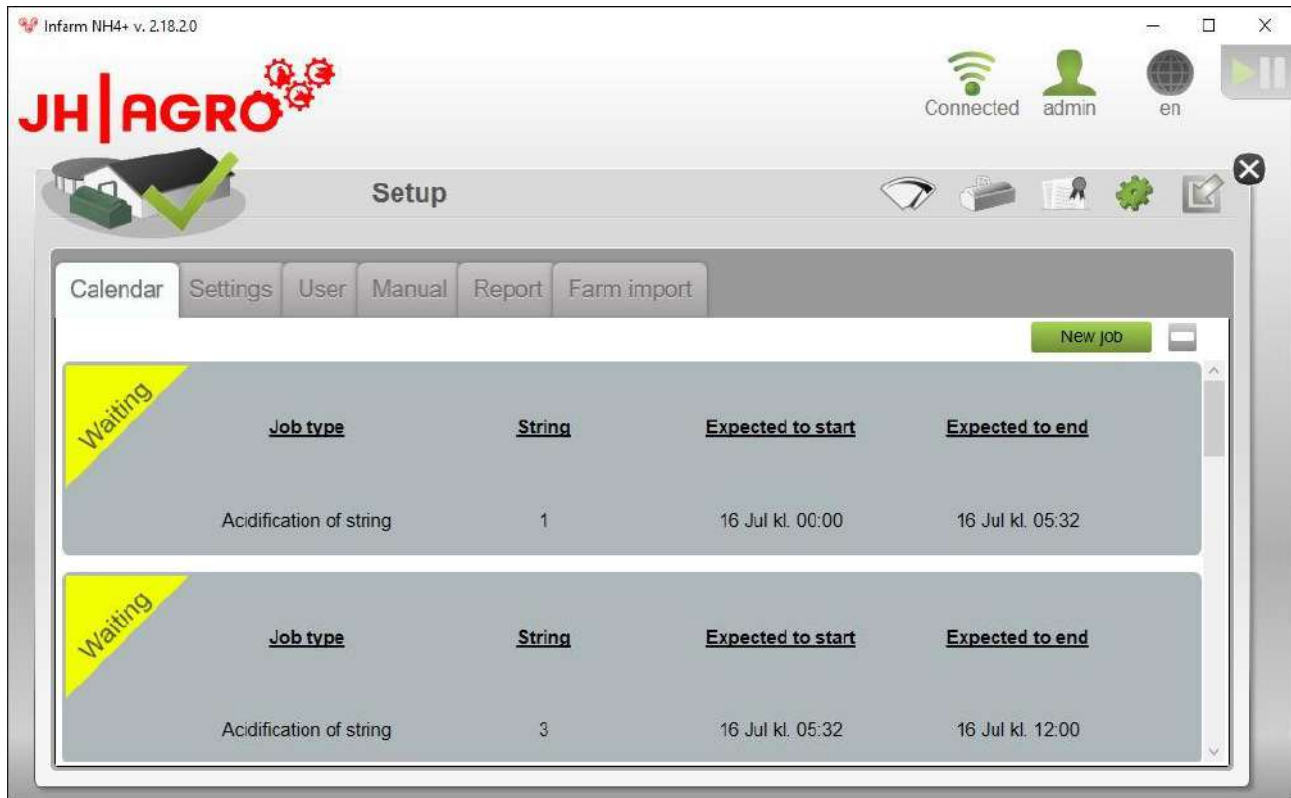 Infarm NH4+ v. 2.18.2.0
JH|AGRO
Connected admin en
Setup
Calendar Settings User Manual Report Farm import
New job
Waiting
Job type String Expected to start Expected to end
Acidification of string 1 16 Jul kl. 00:00 16 Jul kl. 05:32
Waiting
Job type String Expected to start Expected to end
Acidification of string 3 16 Jul kl. 05:32 16 Jul kl. 12:00